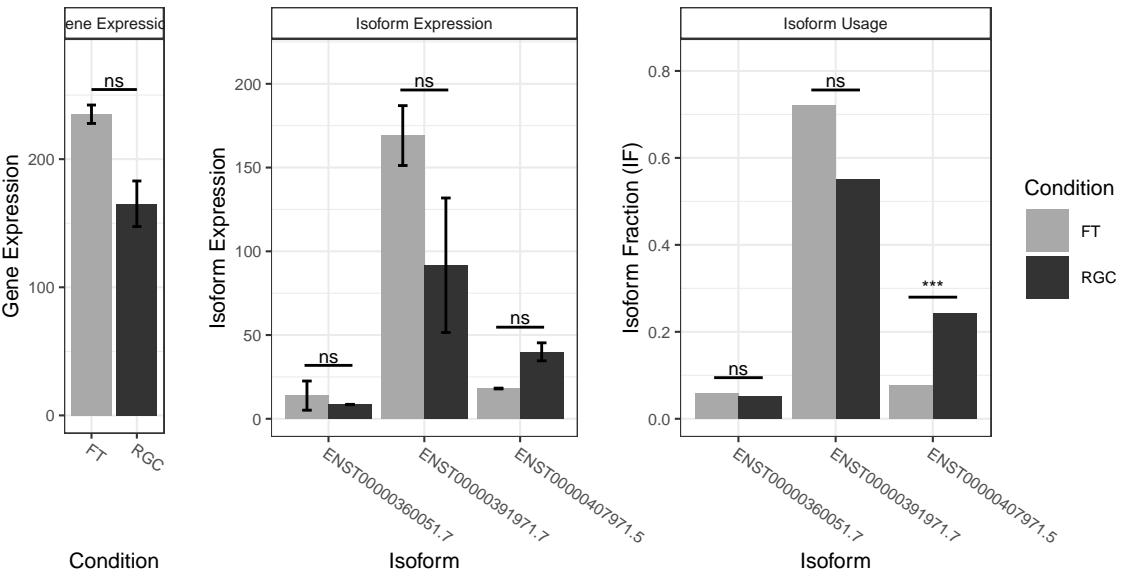 ene Expressio
Gene Expression
0
100
200
ns
FT
RGC
Condition
Isoform Expression
Isoform Expression
0
50
100
150
200
ns
ns
ns
ENST00000360051.7
ENST00000391971.7
ENST00000407971.5
Isoform
Isoform Usage
Isoform Fraction (IF)
0.0
0.2
0.4
0.6
0.8
ns
ns
***
ENST00000360051.7
ENST00000391971.7
ENST00000407971.5
Isoform
Condition
FT
RGC